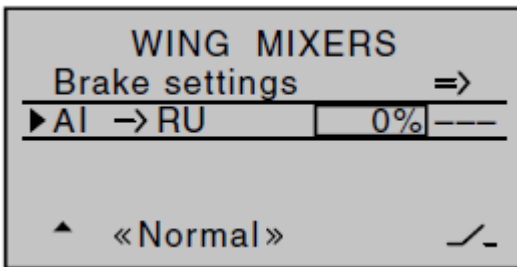 WING MIXERS
Brake settings =>
▶AI –> RU 0% –––
▲ «Normal»